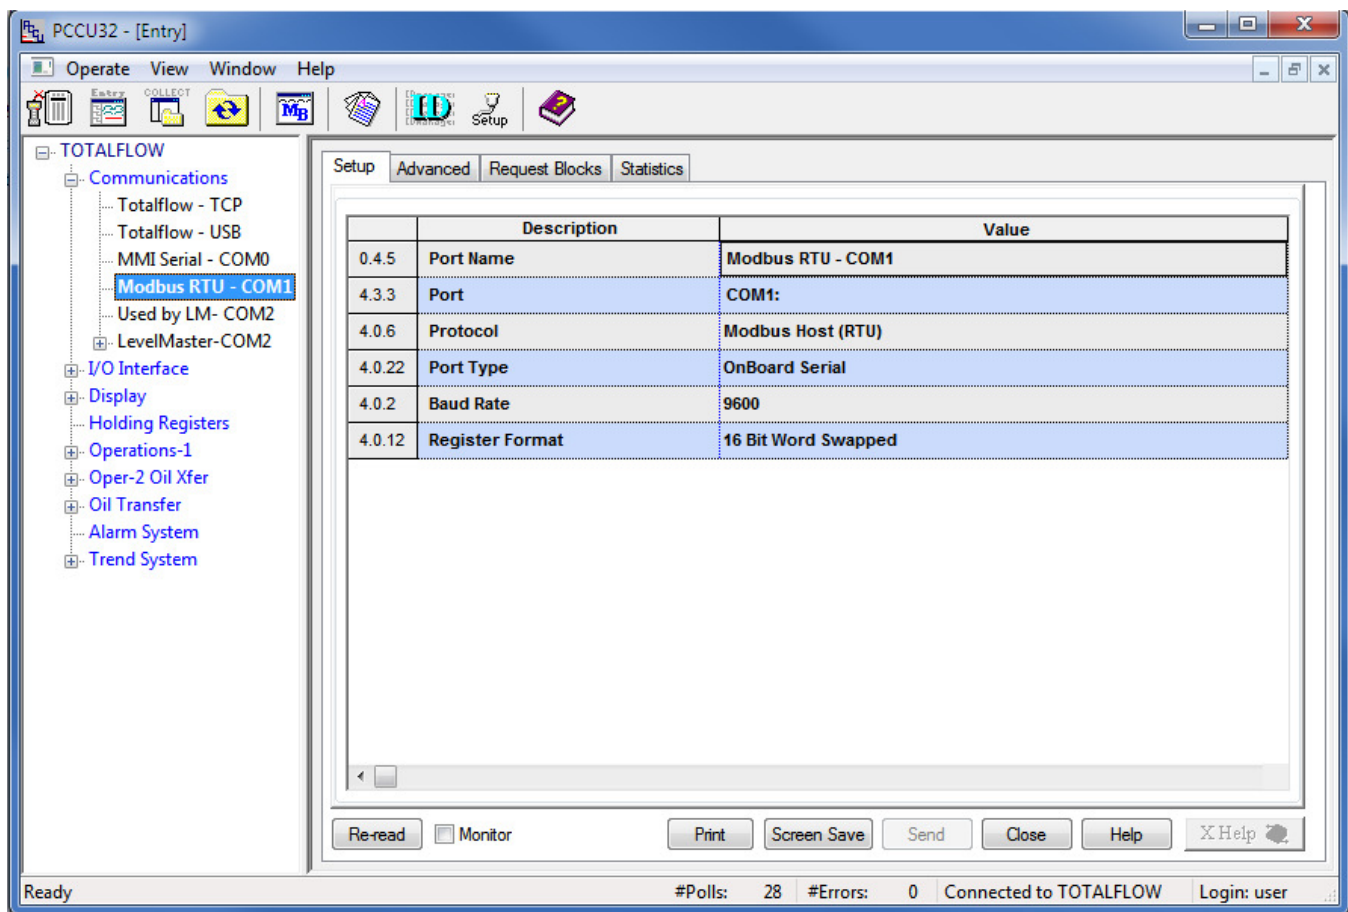 PCCU32 - [Entry]
Operate View Window Help
Entry COLLECT MB ID Setup
TOTALFLOW
Communications
Totalflow - TCP
Totalflow - USB
MMI Serial - COM0
Modbus RTU - COM1
Used by LM- COM2
LevelMaster-COM2
I/O Interface
Display
Holding Registers
Operations-1
Oper-2 Oil Xfer
Oil Transfer
Alarm System
Trend System
Setup Advanced Request Blocks Statistics
Description Value
0.4.5 Port Name Modbus RTU - COM1
4.3.3 Port COM1:
4.0.6 Protocol Modbus Host (RTU)
4.0.22 Port Type OnBoard Serial
4.0.2 Baud Rate 9600
4.0.12 Register Format 16 Bit Word Swapped
Re-read Monitor Print Screen Save Send Close Help X Help
Ready #Polls: 28 #Errors: 0 Connected to TOTALFLOW Login: user